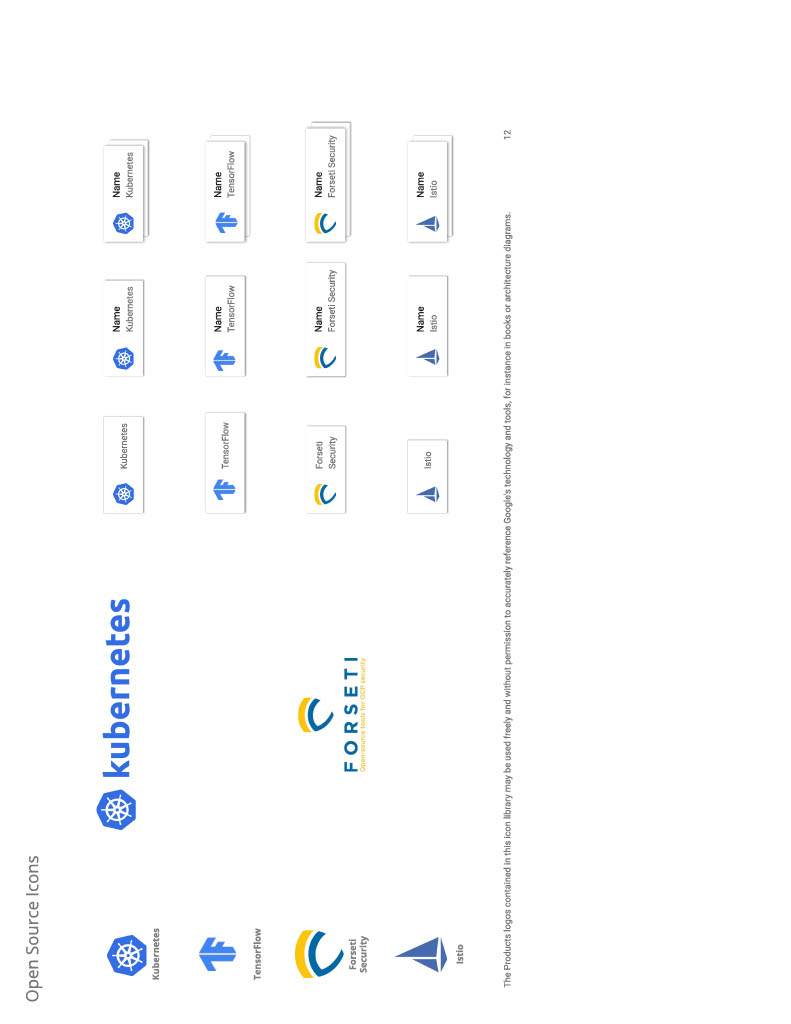 Open Source Icons
Kubernetes
kubernetes
Kubernetes
Name
Kubernetes
Name
Kubernetes
TensorFlow
TensorFlow
Name
TensorFlow
Name
TensorFlow
Forseti
Security
FORSETI
Open-source tools for GCP security
Forseti
Security
Name
Forseti Security
Name
Forseti Security
Istio
Istio
Name
Istio
Name
Istio
The Products logos contained in this icon library may be used freely and without permission to accurately reference Google's technology and tools, for instance in books or architecture diagrams.
12